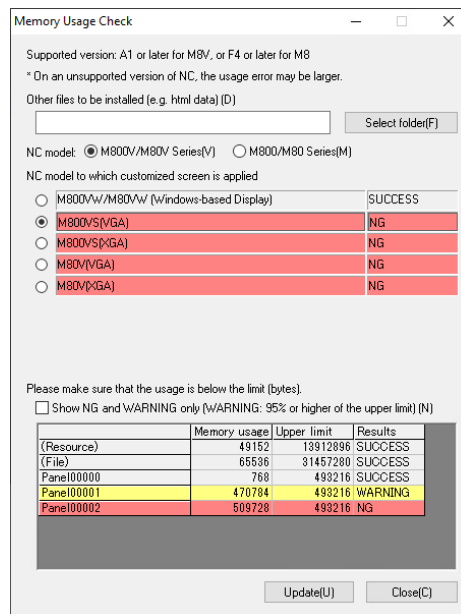 Memory Usage Check
Supported version: A1 or later for M8V, or F4 or later for M8
* On an unsupported version of NC, the usage error may be larger.
Other files to be installed (e.g. html data) (D)
Select folder(F)
NC model: M800V/M80V Series(V) M800/M80 Series(M)
NC model to which customized screen is applied
M800VW/M80VW (Windows-based Display) SUCCESS
M800VS(VGA) NG
M800VS(XGA) NG
M80V(VGA) NG
M80V(XGA) NG
Please make sure that the usage is below the limit (bytes).
Show NG and WARNING only (WARNING: 95% or higher of the upper limit) (N)
Memory usage Upper limit Results
(Resource) 49152 13912896 SUCCESS
(File) 65536 31457280 SUCCESS
Panel00000 768 493216 SUCCESS
Panel00001 470784 493216 WARNING
Panel00002 509728 493216 NG
Update(U) Close(C)